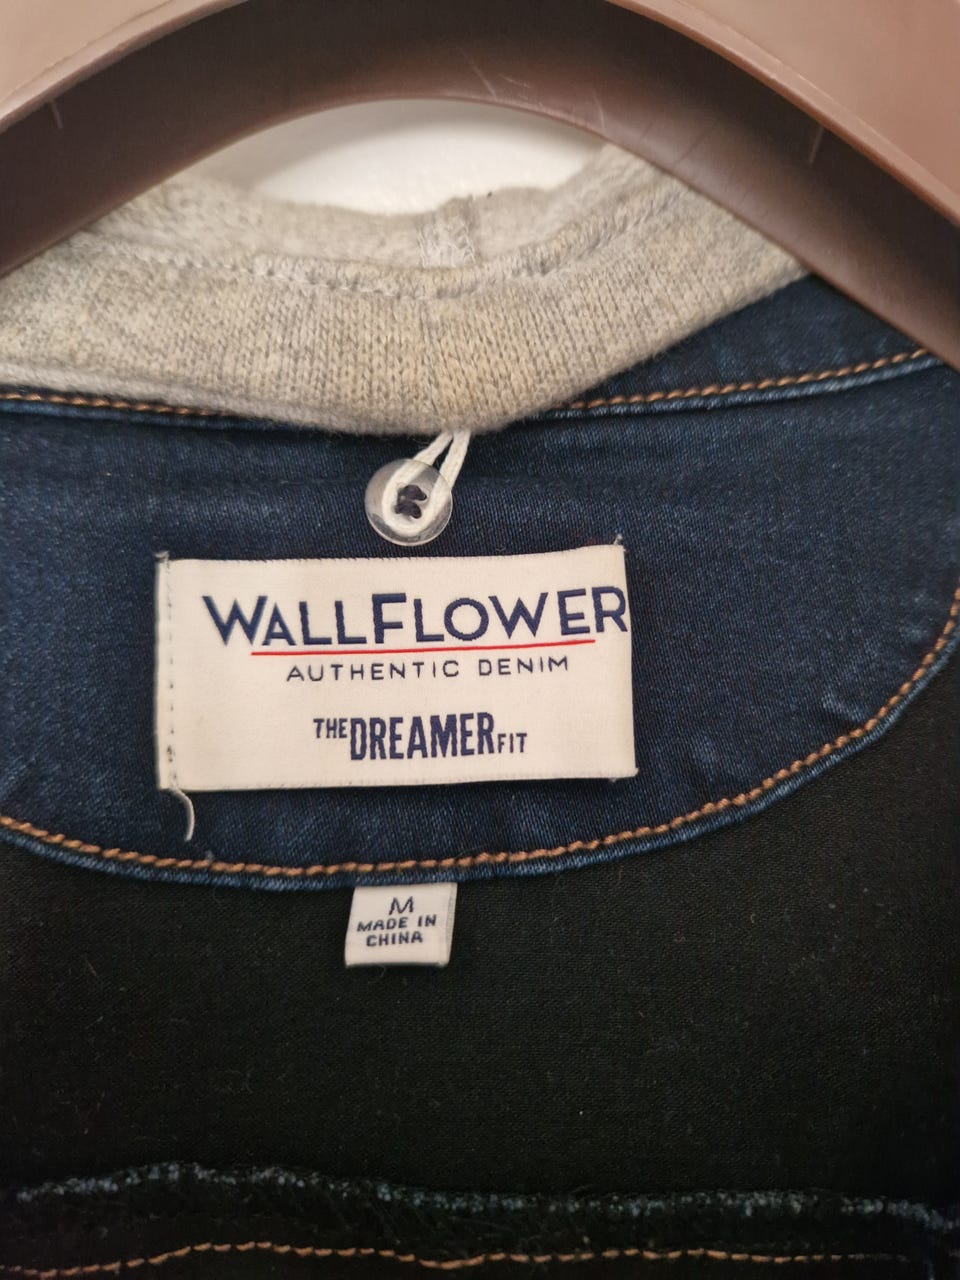 WALLFLOWER
AUTHENTIC DENIM
THE DREAMER FIT
M
MADE IN
CHINA